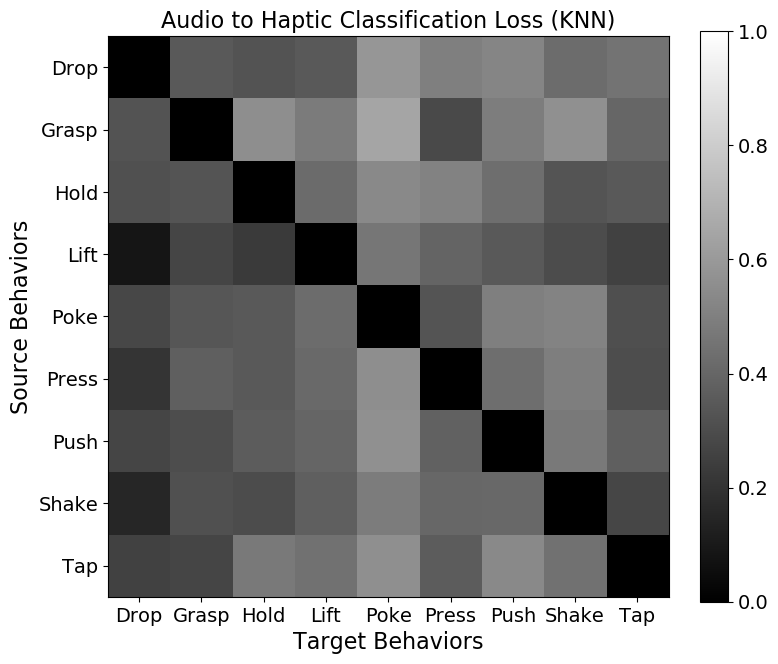 Audio to Haptic Classification Loss (KNN)
Source Behaviors
Drop
Grasp
Hold
Lift
Poke
Press
Push
Shake
Tap
Drop Grasp Hold Lift Poke Press Push Shake Tap
Target Behaviors
1.0
0.8
0.6
0.4
0.2
0.0